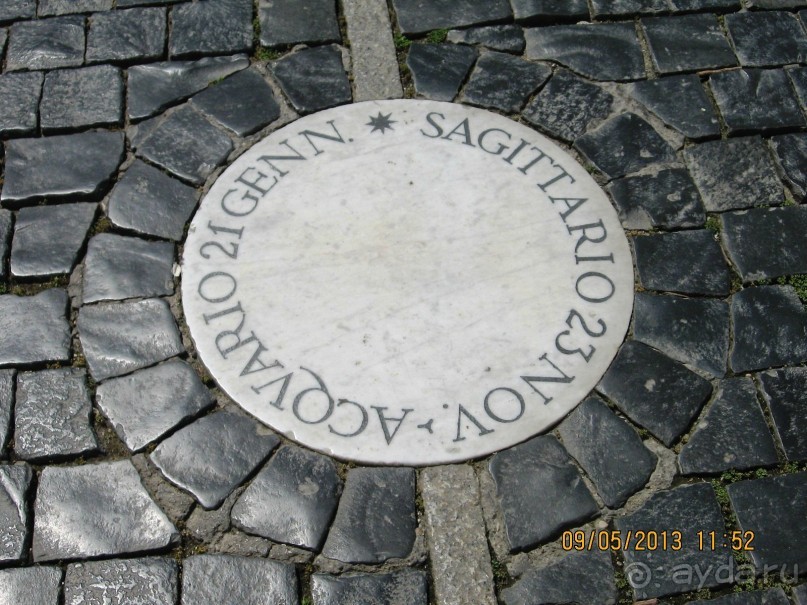 SAGITTARIO 23 NOV.
ACQVARIO 21 GENN.
09/05/2013 11:52
ayda.ru